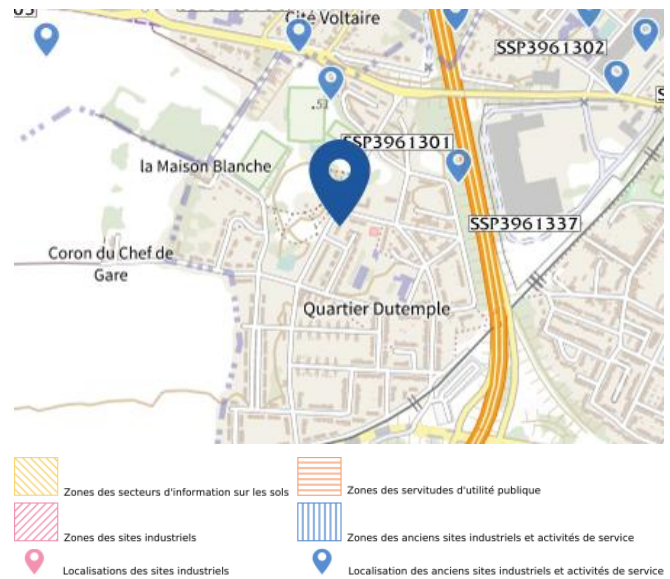 Cité Voltaire
SSP3961302
.51
SSP3961301
la Maison Blanche
SSP3961337
Coron du Chef de
Gare
Quartier Dutemple
Zones des secteurs d'information sur les sols
Zones des servitudes d'utilité publique
Zones des sites industriels
Zones des anciens sites industriels et activités de service
Localisations des sites industriels
Localisation des anciens sites industriels et activités de service